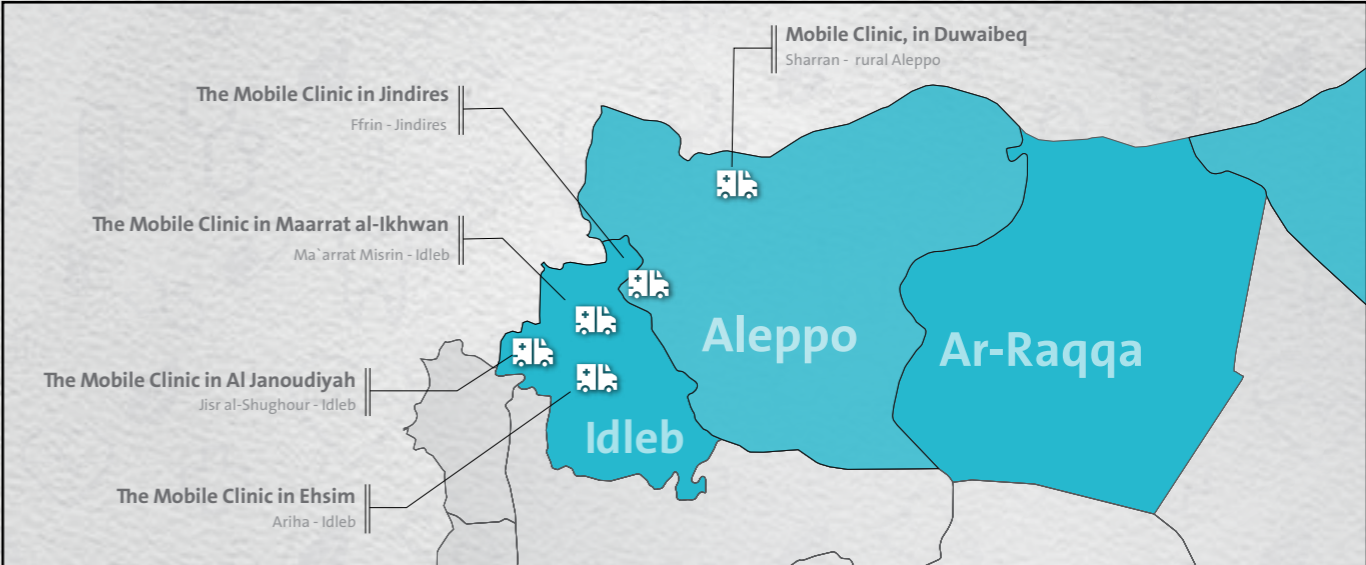 Mobile Clinic, in Duwaibeq
Sharran - rural Aleppo
The Mobile Clinic in Jindires
Ffrin - Jindires
The Mobile Clinic in Maarrat al-Ikhwan
Ma`arrat Misrin - Idleb
The Mobile Clinic in Al Janoudiyah
Jisr al-Shughour - Idleb
The Mobile Clinic in Ehsim
Ariha - Idleb
Aleppo
Ar-Raqqa
Idleb